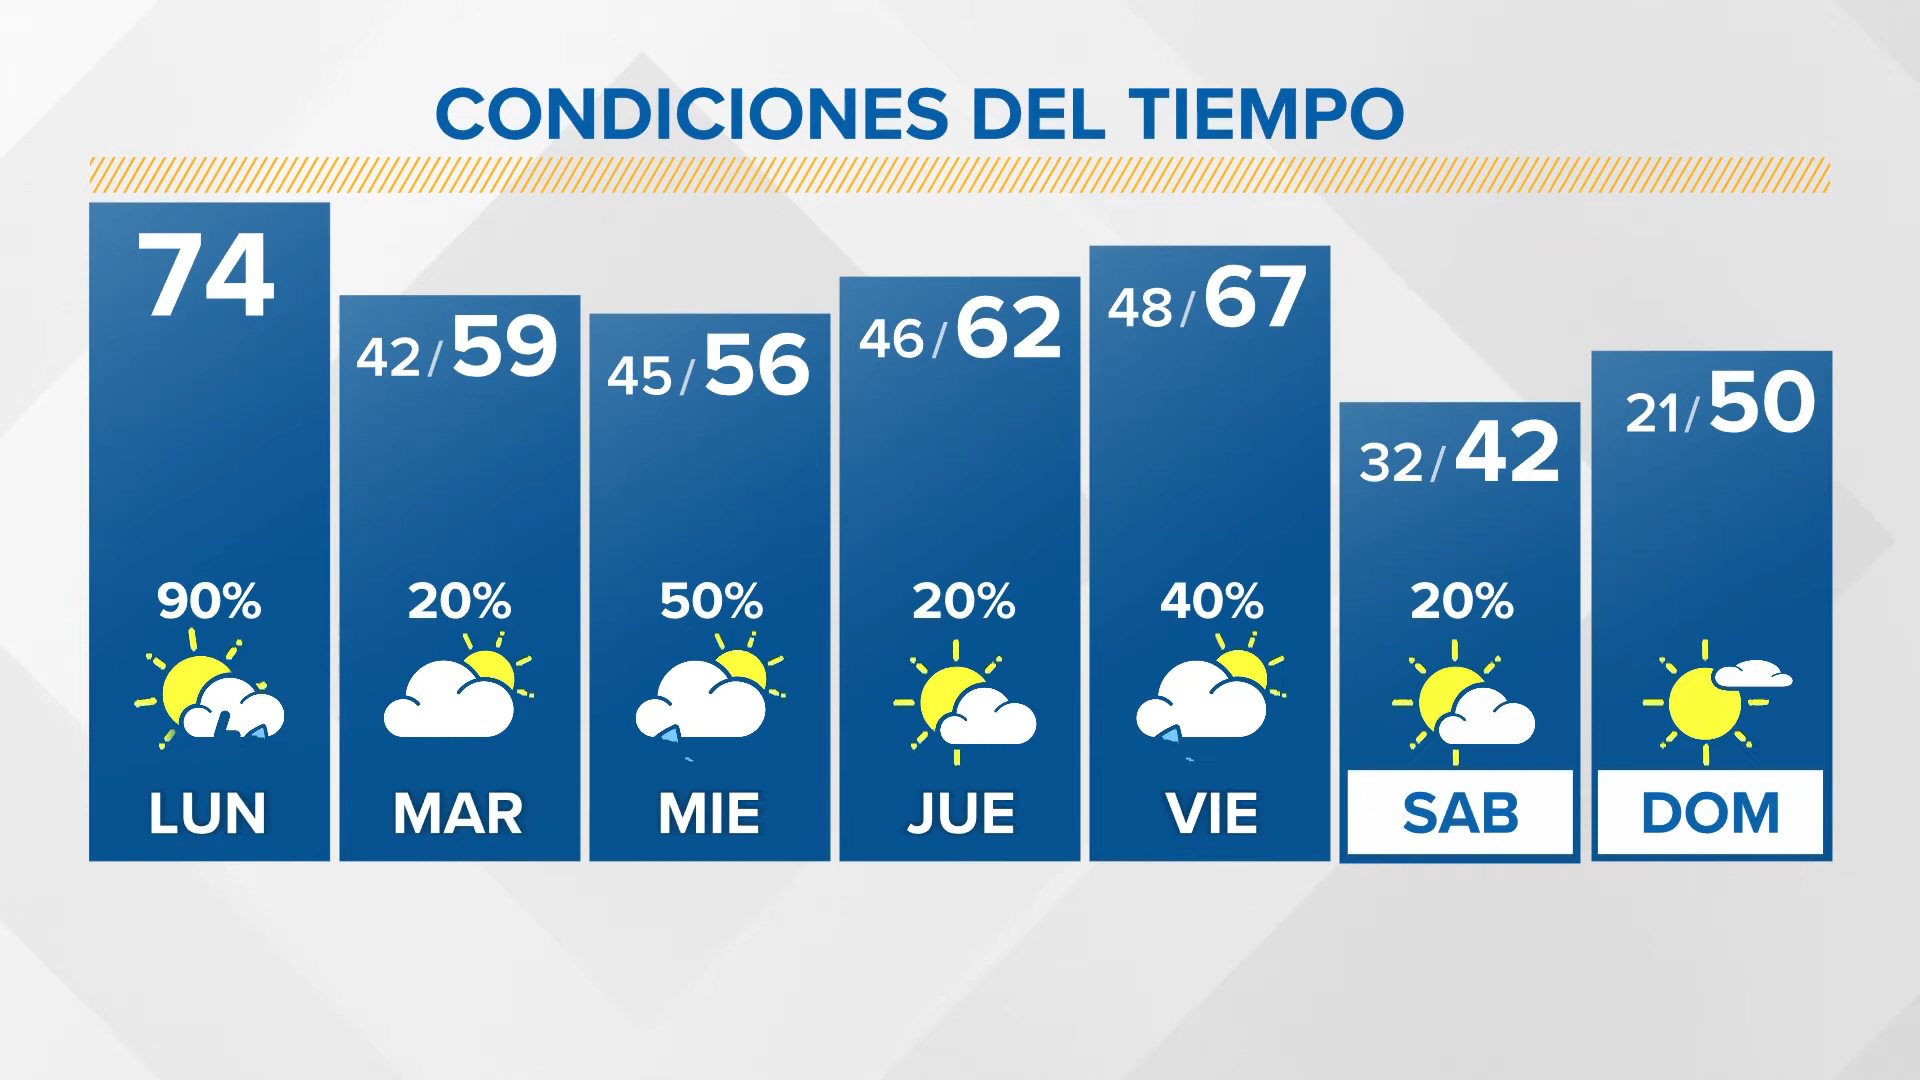 CONDICIONES DEL TIEMPO
74
42/59
45/56
46/62
48/67
32/42
21/50
90%
20%
50%
20%
40%
20%
LUN
MAR
MIE
JUE
VIE
SAB
DOM